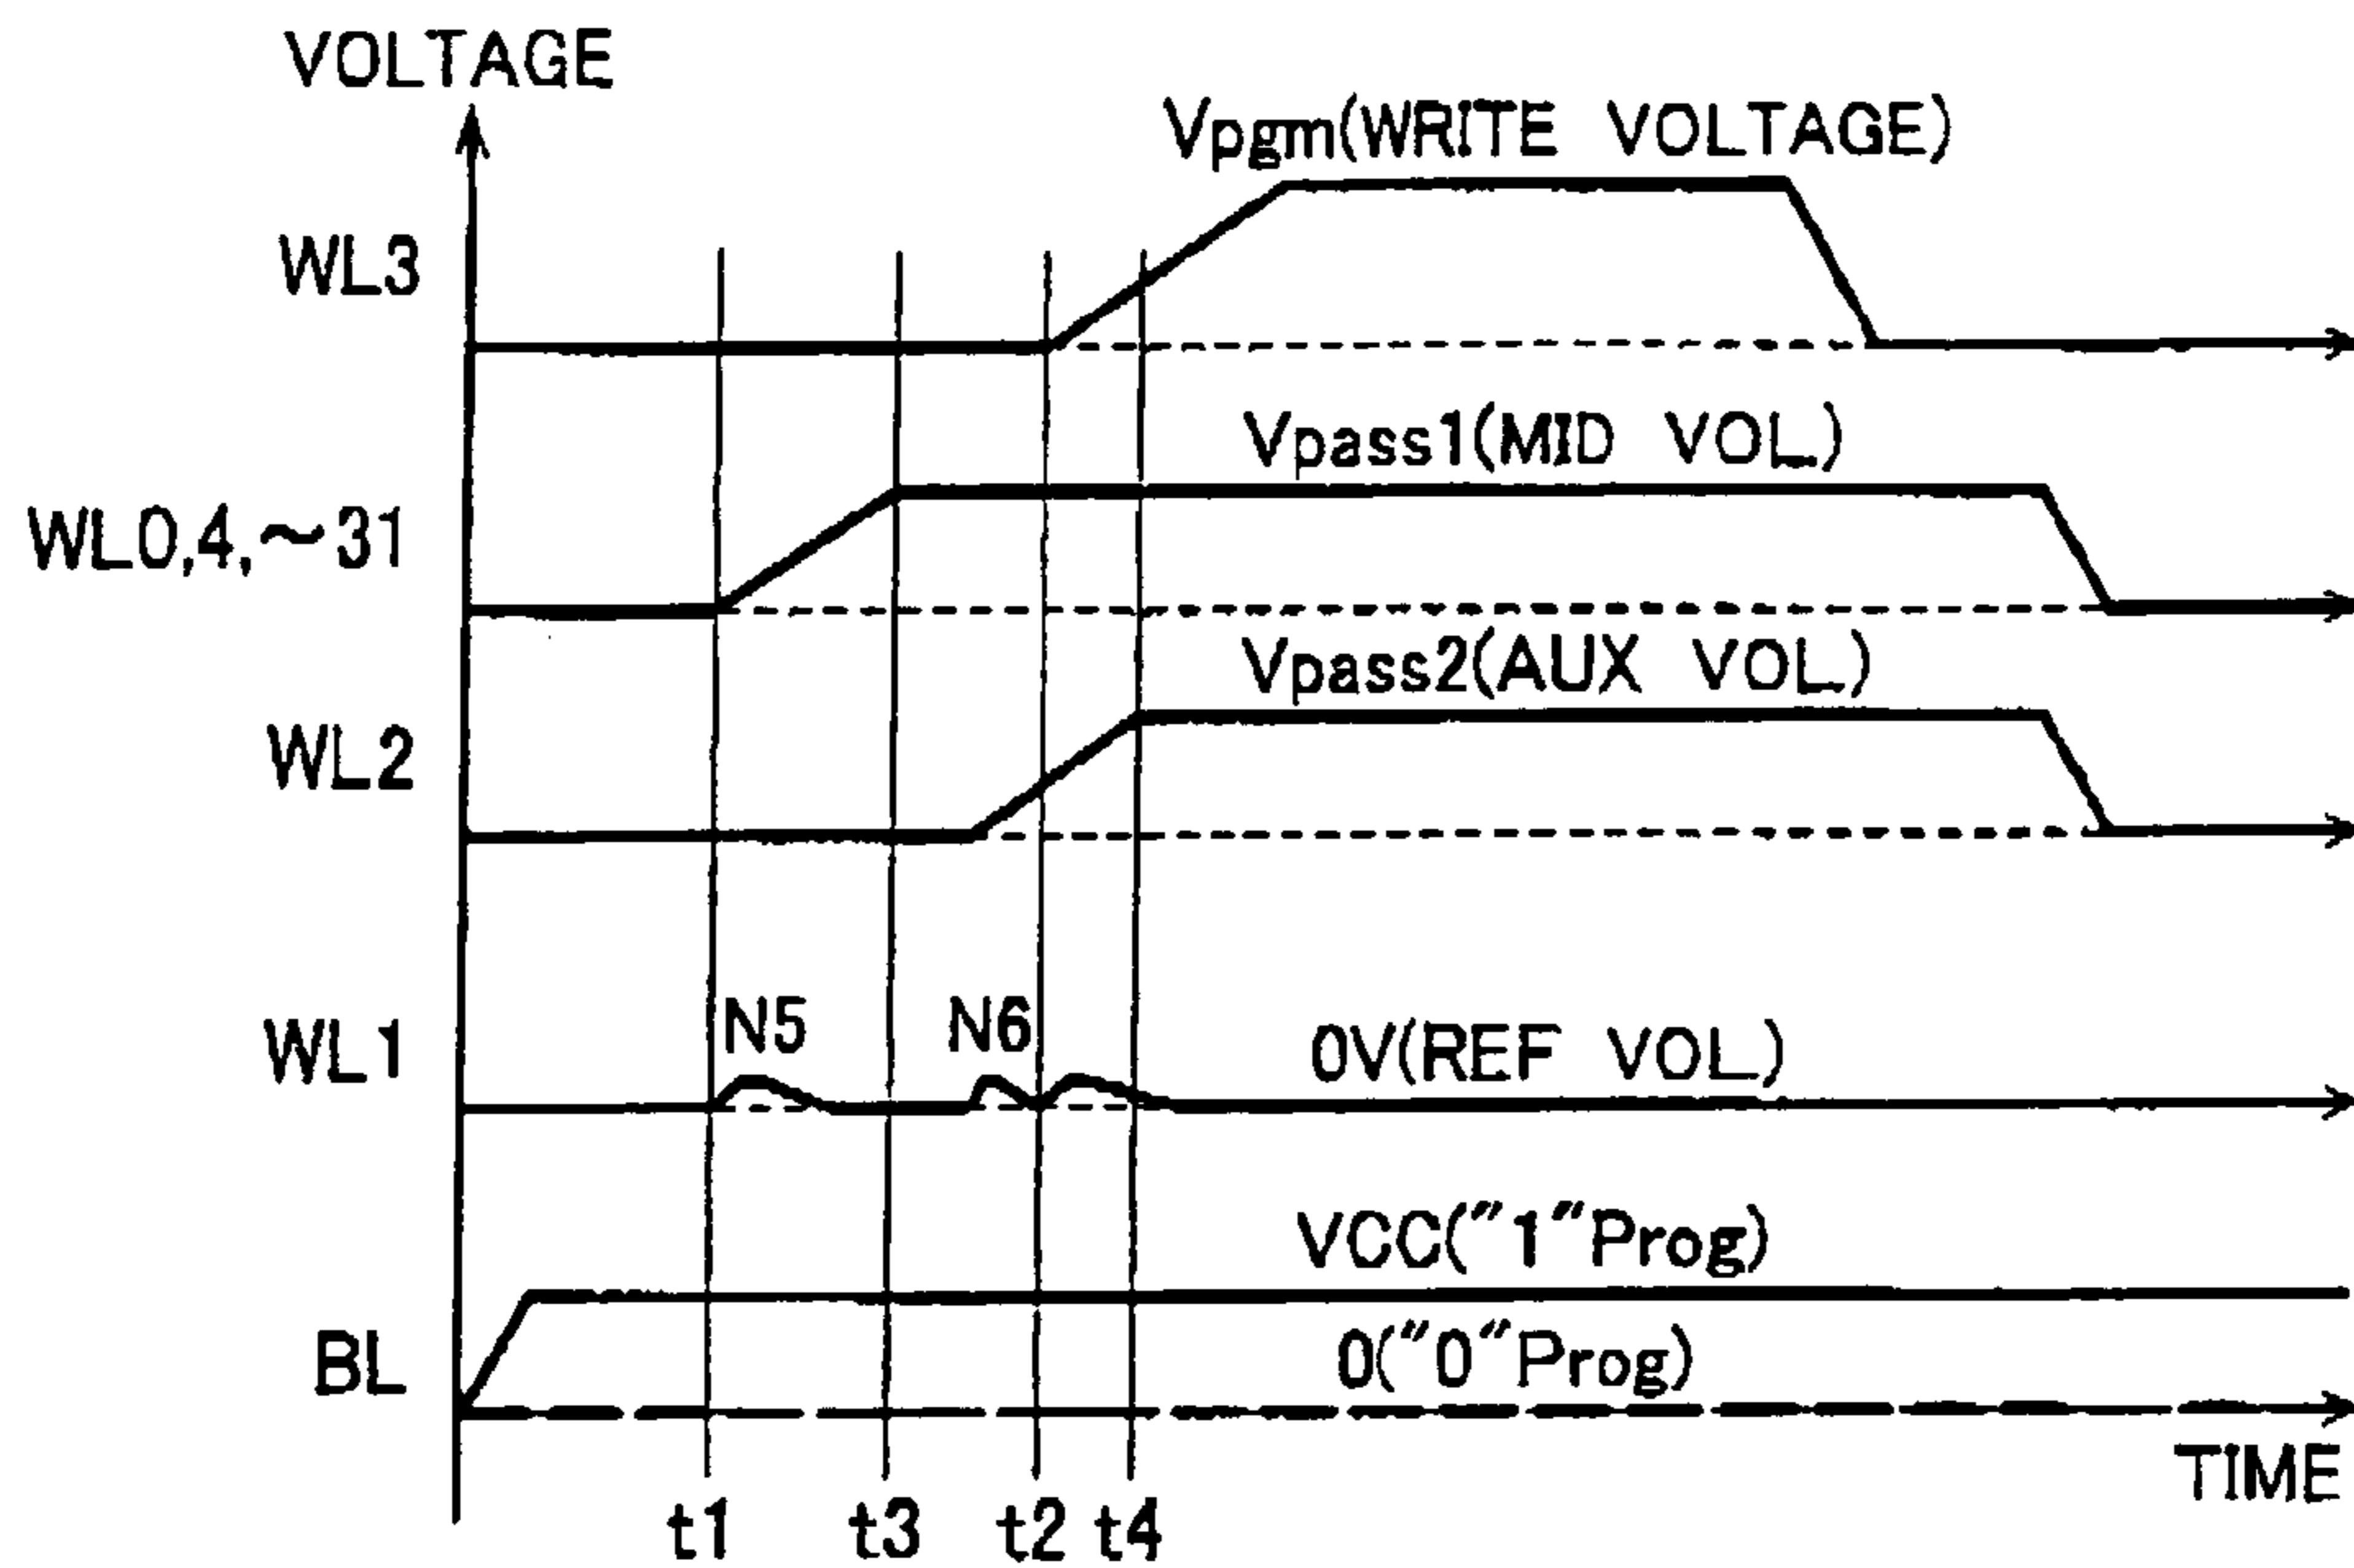 VOLTAGE
Vpgm(WRITE VOLTAGE)
WL3
Vpass1(MID VOL)
WL0,4,~31
Vpass2(AUX VOL)
WL2
N5
N6
WL1
0V(REF VOL)
VCC("1"Prog)
BL
0("0"Prog)
TIME
t1
t3
t2
t4